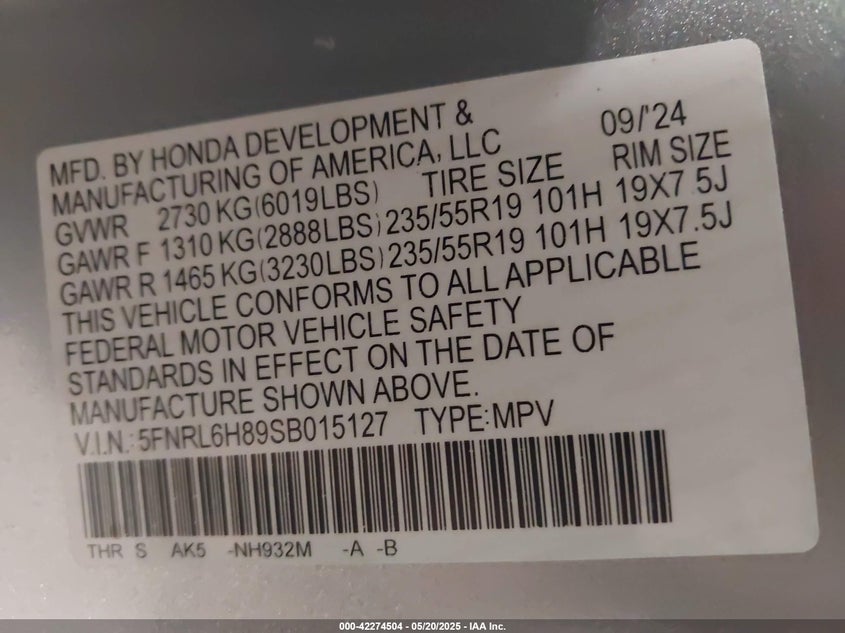 MFD. BY HONDA DEVELOPMENT & 09/'24
MANUFACTURING OF AMERICA, LLC
GVWR 2730 KG(6019LBS) TIRE SIZE RIM SIZE
GAWR F 1310 KG(2888LBS) 235/55R19 101H 19X7.5J
GAWR R 1465 KG(3230LBS) 235/55R19 101H 19X7.5J
THIS VEHICLE CONFORMS TO ALL APPLICABLE
FEDERAL MOTOR VEHICLE SAFETY
STANDARDS IN EFFECT ON THE DATE OF
MANUFACTURE SHOWN ABOVE.
V.I.N.: 5FNRL6H89SB015127 TYPE:MPV
THR S AK5 -NH932M -A -B
000-42274504 - 05/20/2025 - IAA Inc.